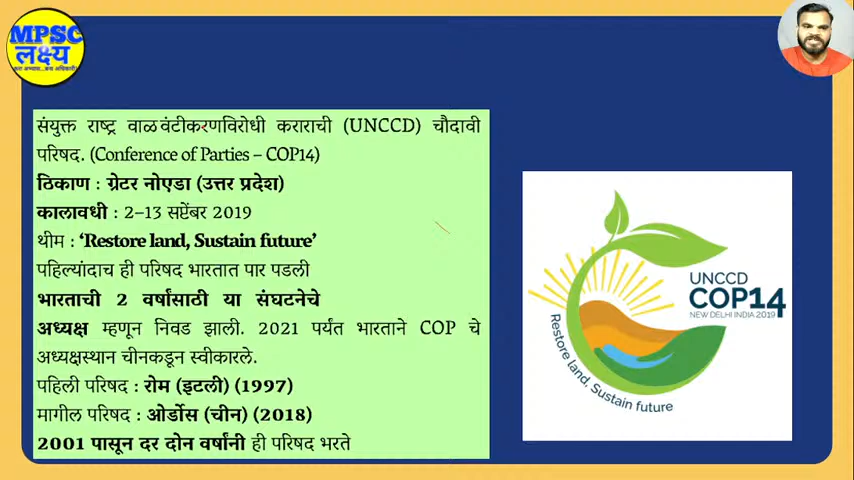 MPSC
लक्ष्य
संयुक्त राष्ट्र वाळवंटीकरणविरोधी कराराची (UNCCD) चौदावी
परिषद. (Conference of Parties – COP14)
ठिकाण : ग्रेटर नोएडा (उत्तर प्रदेश)
कालावधी : 2–13 सप्टेंबर 2019
थीम : ‘Restore land, Sustain future’
पहिल्यांदाच ही परिषद भारतात पार पडली
भारताची 2 वर्षांसाठी या संघटनेचे
अध्यक्ष म्हणून निवड झाली. 2021 पर्यंत भारताने COP चे
अध्यक्षस्थान चीनकडून स्वीकारले.
पहिली परिषद : रोम (इटली) (1997)
मागील परिषद : ओर्डोस (चीन) (2018)
2001 पासून दर दोन वर्षांनी ही परिषद भरते
UNCCD
COP14
NEW DELHI INDIA 2019
Restore land, Sustain future